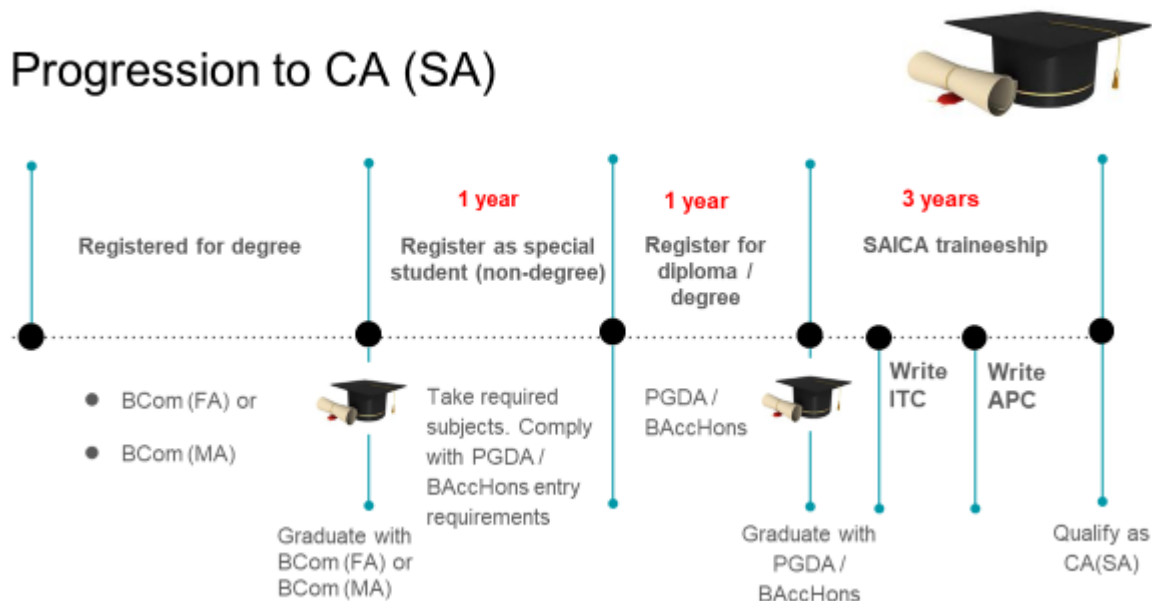 Progression to CA (SA)
1 year
1 year
3 years
Registered for degree
Register as special
student (non-degree)
Register for
diploma /
degree
SAICA traineeship
Write
ITC
Write
APC
BCom (FA) or
BCom (MA)
Take required
subjects. Comply
with PGDA /
BAccHons entry
requirements
PGDA /
BAccHons
Graduate with
BCom (FA) or
BCom (MA)
Graduate with
PGDA /
BAccHons
Qualify as
CA(SA)